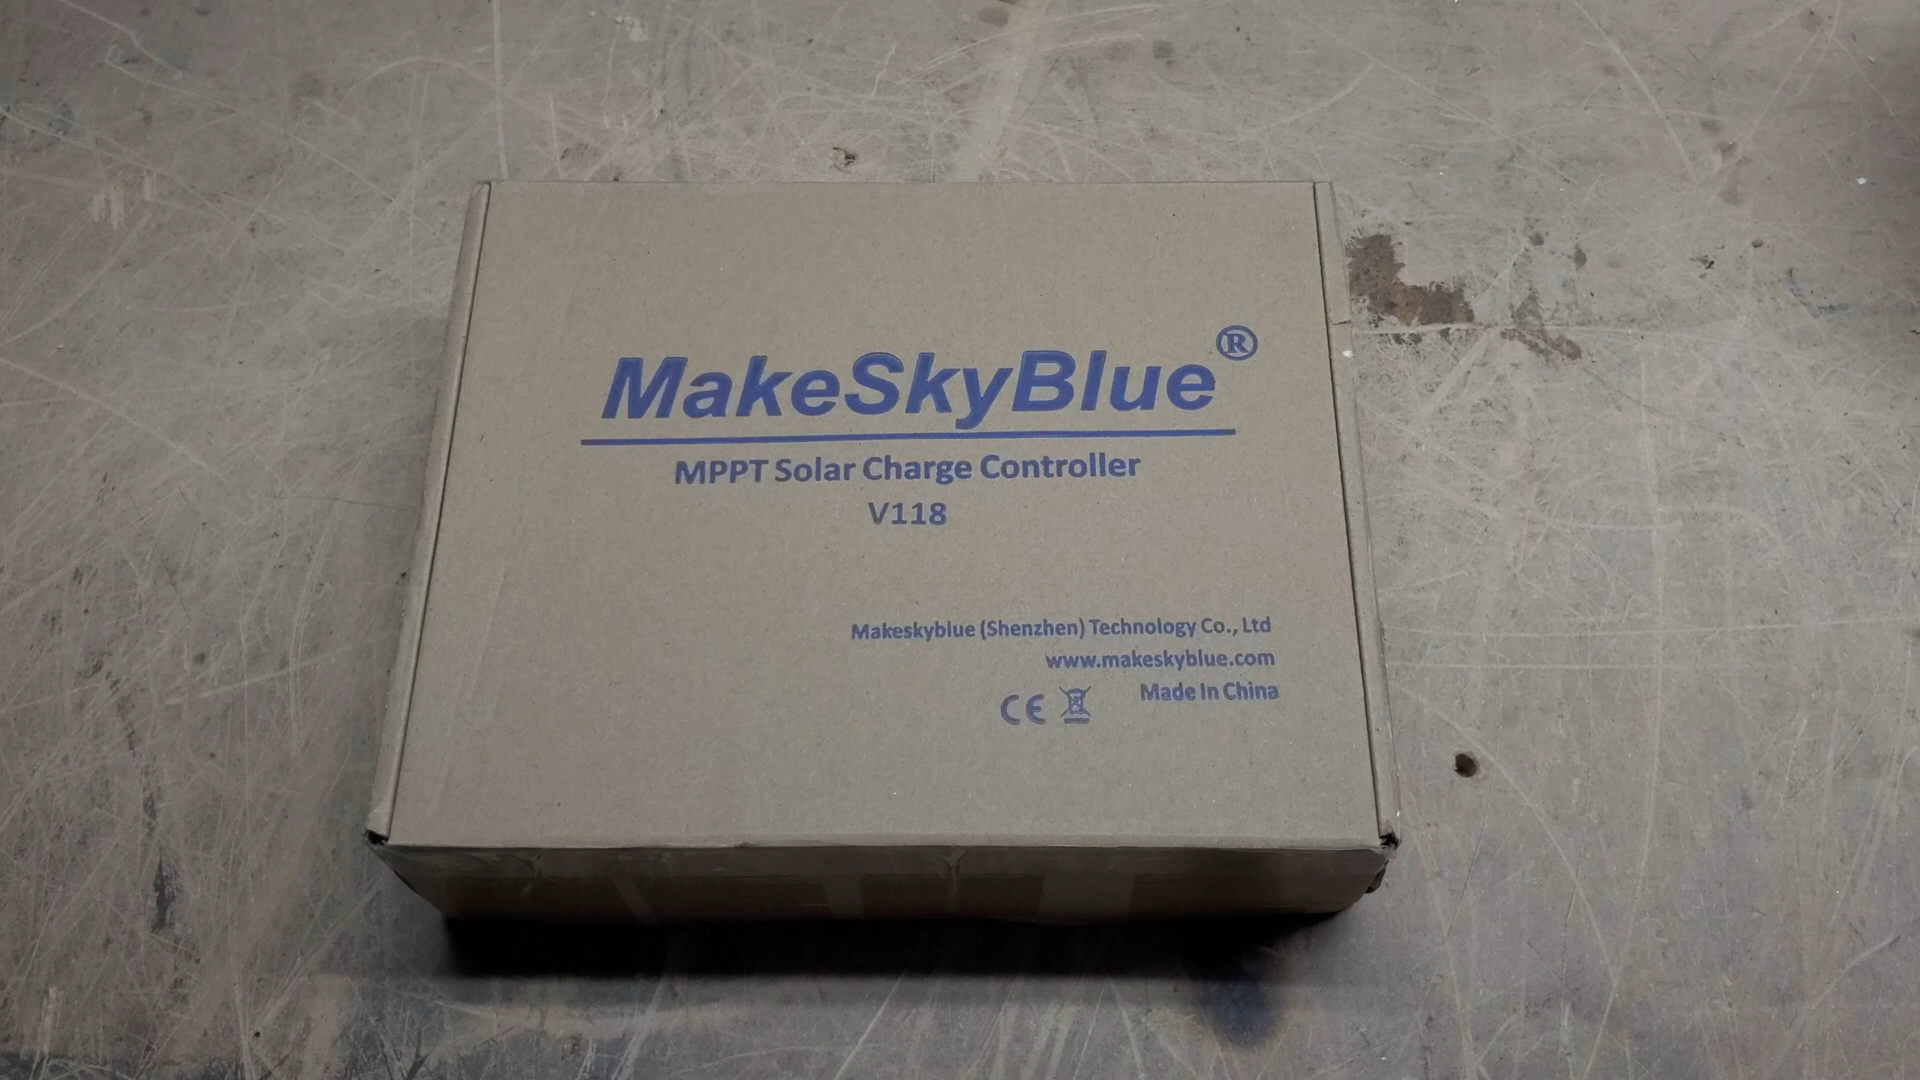 MakeSkyBlue®
MPPT Solar Charge Controller
V118
Makeskyblue (Shenzhen) Technology Co., Ltd
www.makeskyblue.com
CE Made In China